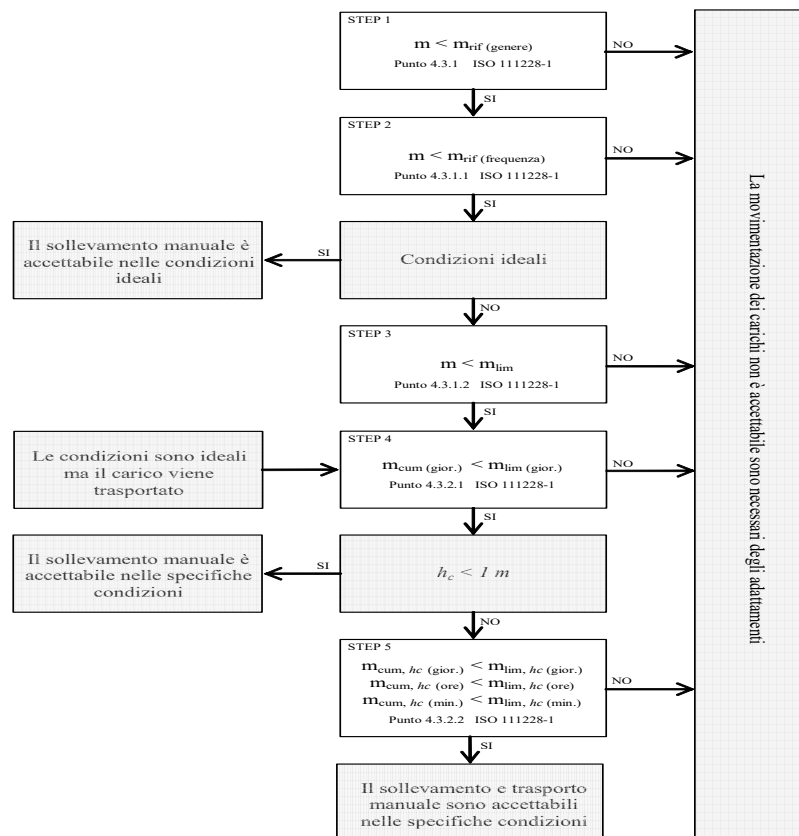 STEP 1
m < mrif (genere)
Punto 4.3.1 ISO 111228-1
NO
SI
STEP 2
m < mrif (frequenza)
Punto 4.3.1.1 ISO 111228-1
NO
SI
Il sollevamento manuale è
accettabile nelle condizioni
ideali
SI
Condizioni ideali
NO
STEP 3
m < mlim
Punto 4.3.1.2 ISO 111228-1
NO
SI
Le condizioni sono ideali
ma il carico viene
trasportato
STEP 4
mcum (gior.) < mlim (gior.)
Punto 4.3.2.1 ISO 111228-1
NO
SI
Il sollevamento manuale è
accettabile nelle specifiche
condizioni
SI
hc < 1 m
NO
STEP 5
mcum, hc (gior.) < mlim, hc (gior.)
mcum, hc (ore) < mlim, hc (ore)
mcum, hc (min.) < mlim, hc (min.)
Punto 4.3.2.2 ISO 111228-1
NO
SI
Il sollevamento e trasporto
manuale sono accettabili
nelle specifiche condizioni
La movimentazione dei carichi non è accettabile sono necessari degli adattamenti